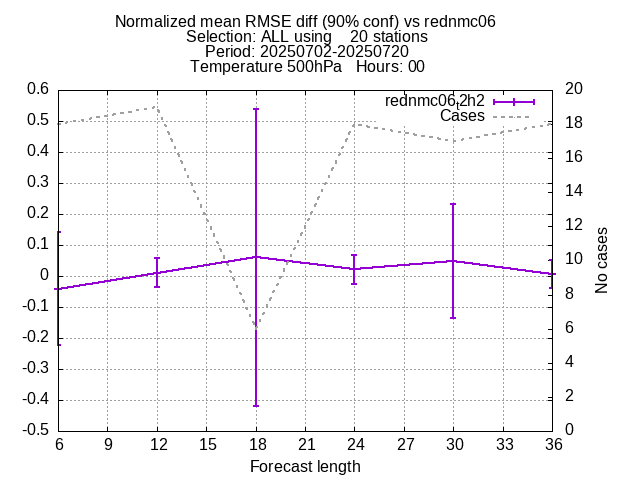 Normalized mean RMSE diff (90% conf) vs rednmc06
Selection: ALL using 20 stations
Period: 20250702-20250720
Temperature 500hPa Hours: 00
rednmc06_t2h2
Cases
0.6
0.5
0.4
0.3
0.2
0.1
0
-0.1
-0.2
-0.3
-0.4
-0.5
20
18
16
14
12
10
8
6
4
2
0
No cases
6 9 12 15 18 21 24 27 30 33 36
Forecast length